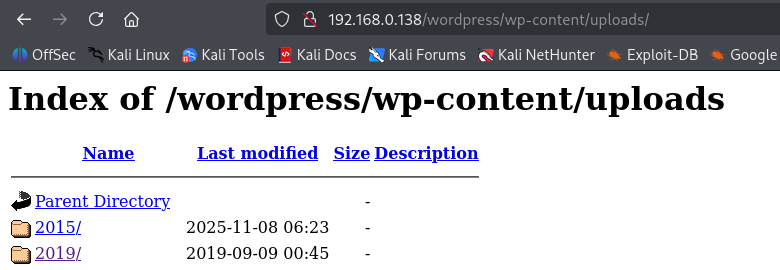 192.168.0.138/wordpress/wp-content/uploads/
OffSec Kali Linux Kali Tools Kali Docs Kali Forums Kali NetHunter Exploit-DB Google
Index of /wordpress/wp-content/uploads
Name Last modified Size Description
Parent Directory -
2015/ 2025-11-08 06:23 -
2019/ 2019-09-09 00:45 -